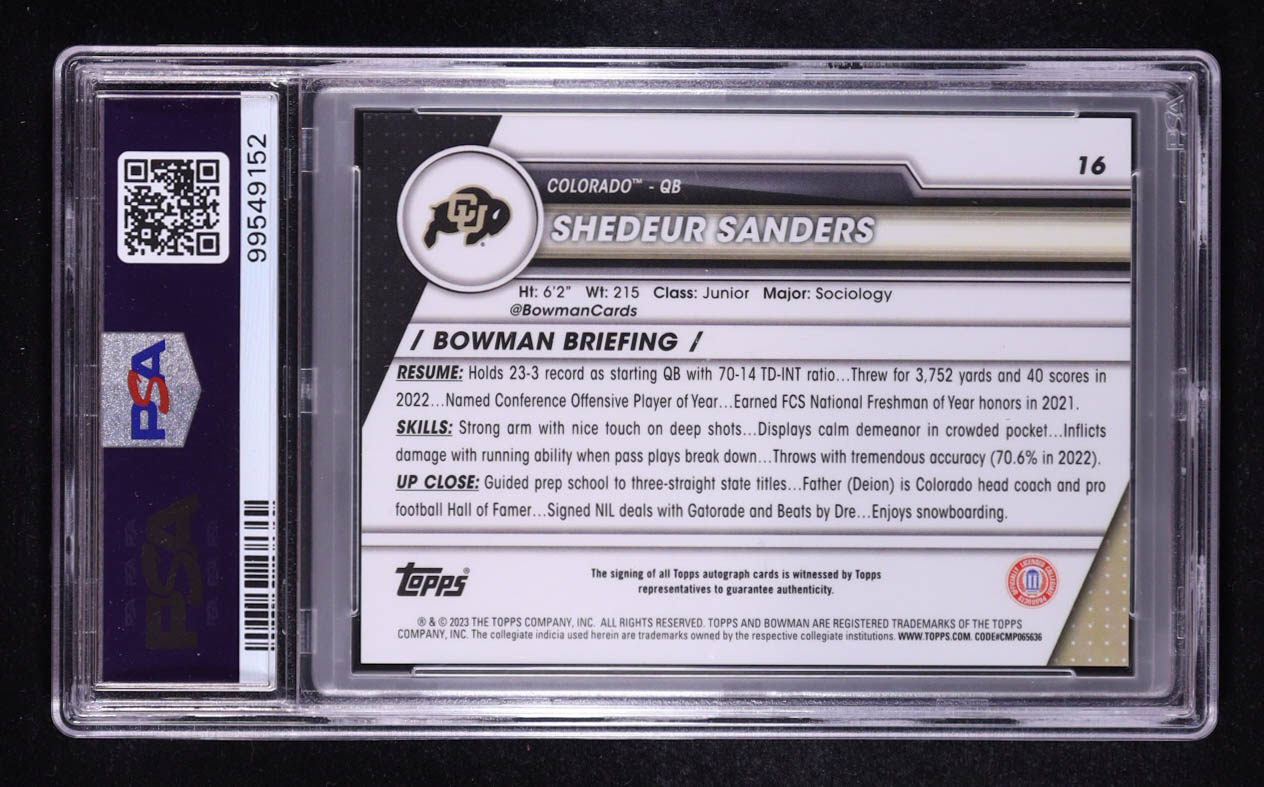 99549152
PSA
PSA
PSA
16
COLORADO™ - QB
CU
SHEDEUR SANDERS
Ht: 6'2" Wt: 215 Class: Junior Major: Sociology
@BowmanCards
/ BOWMAN BRIEFING /
RESUME: Holds 23-3 record as starting QB with 70-14 TD-INT ratio...Threw for 3,752 yards and 40 scores in
2022...Named Conference Offensive Player of Year...Earned FCS National Freshman of Year honors in 2021.
SKILLS: Strong arm with nice touch on deep shots...Displays calm demeanor in crowded pocket...Inflicts
damage with running ability when pass plays break down...Throws with tremendous accuracy (70.6% in 2022).
UP CLOSE: Guided prep school to three-straight state titles...Father (Deion) is Colorado head coach and pro
football Hall of Famer...Signed NIL deals with Gatorade and Beats by Dre...Enjoys snowboarding.
Topps®
The signing of all Topps autograph cards is witnessed by Topps
representatives to guarantee authenticity.
OFFICIALLY LICENSED COLLEGIATE PRODUCTS
® & © 2023 THE TOPPS COMPANY, INC. ALL RIGHTS RESERVED. TOPPS AND BOWMAN ARE REGISTERED TRADEMARKS OF THE TOPPS
COMPANY, INC. The collegiate indicia used herein are trademarks owned by the respective collegiate institutions. WWW.TOPPS.COM. CODE#CMP065636